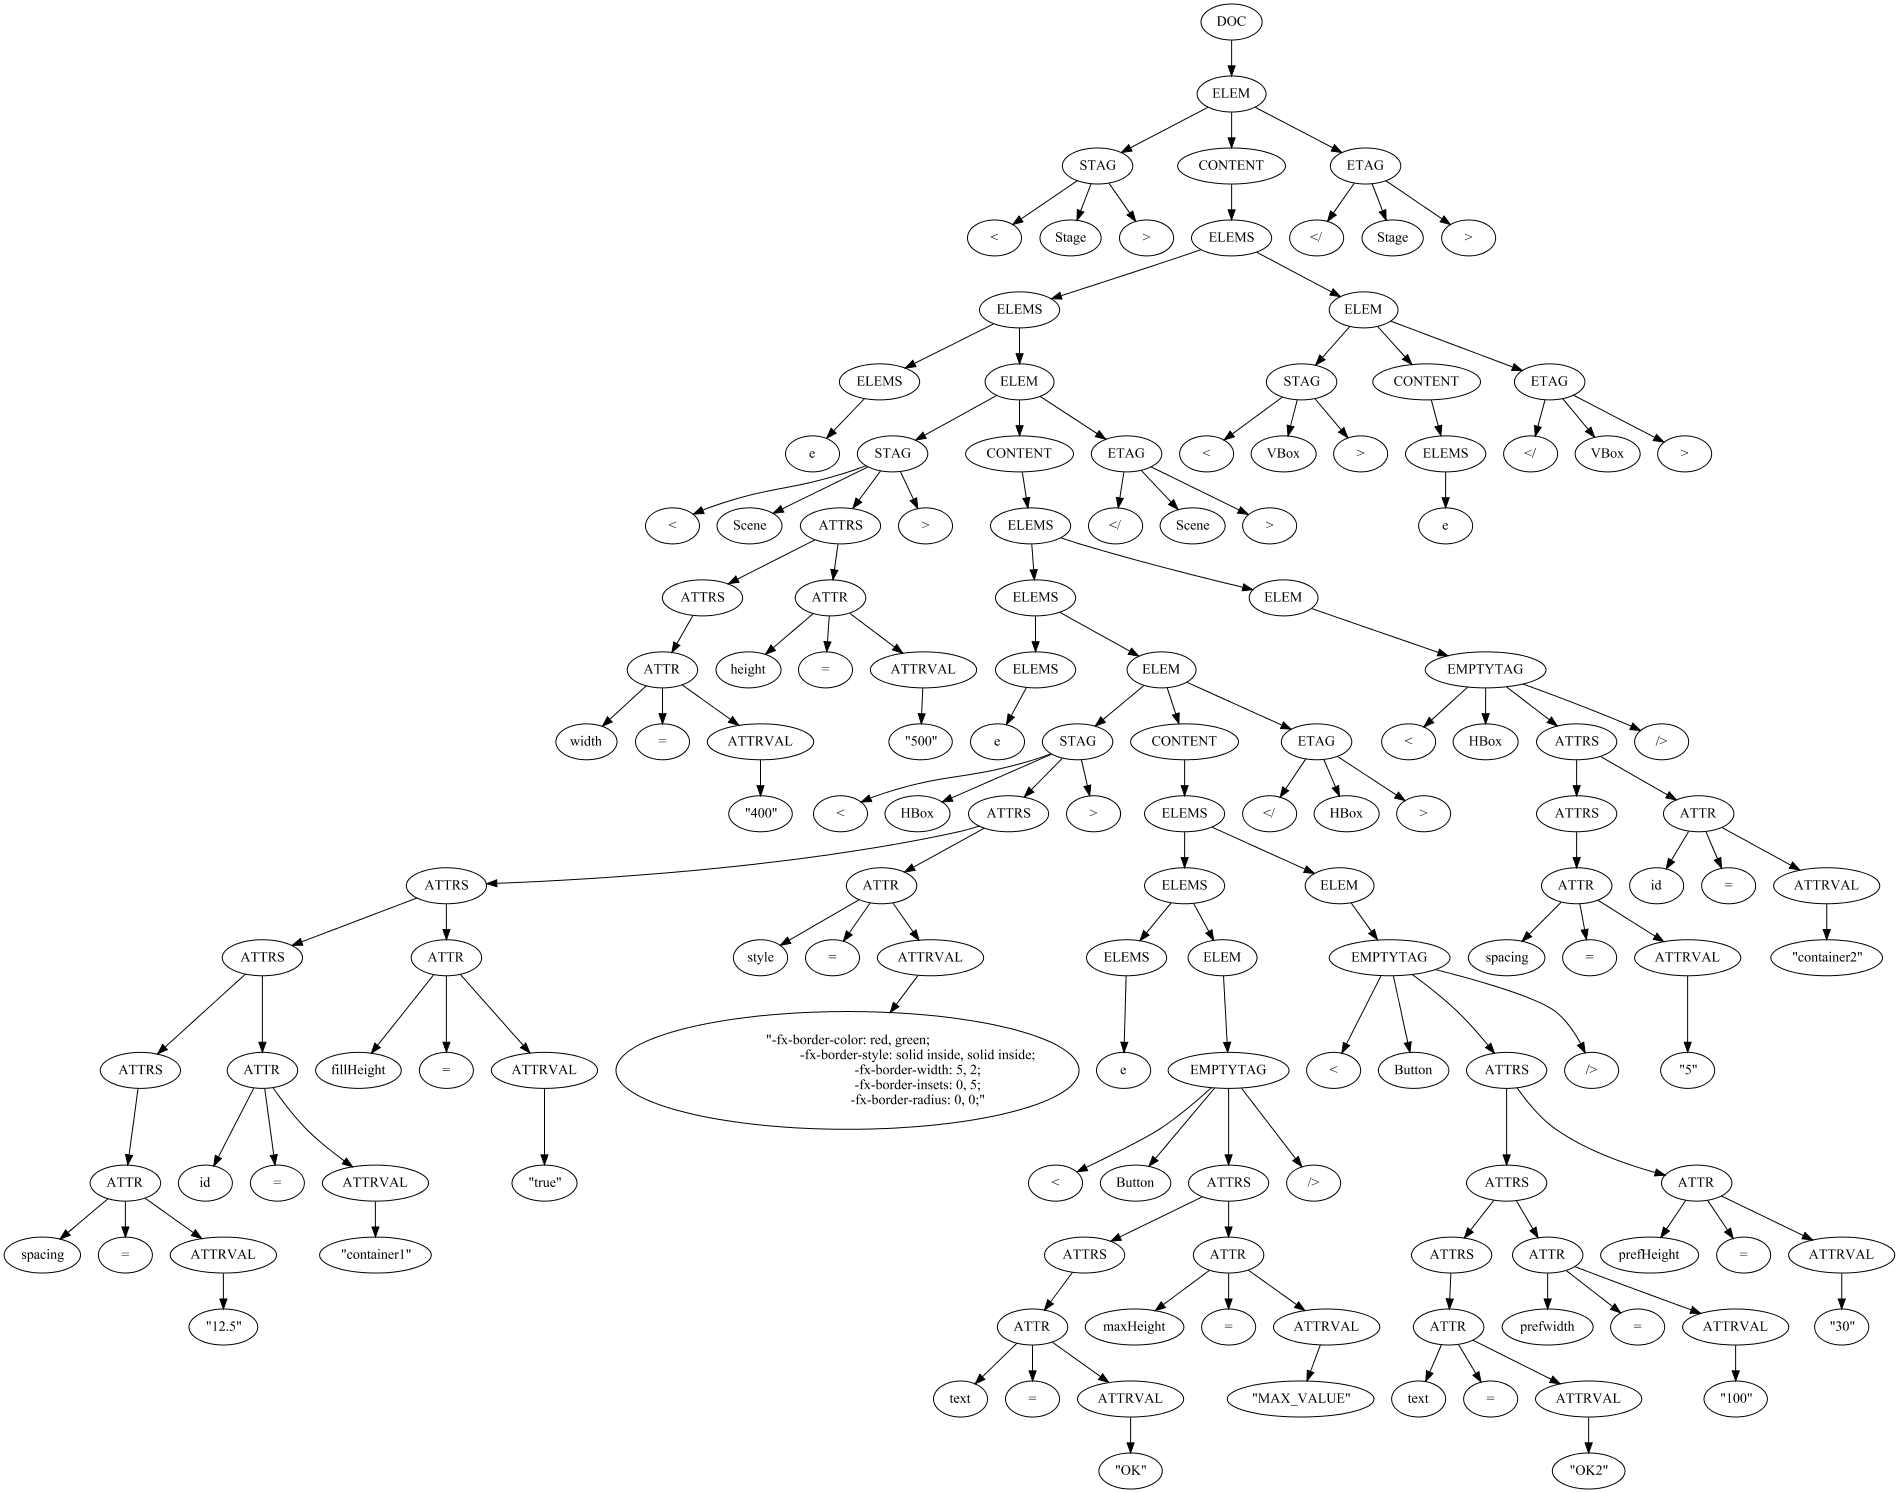 DOC
ELEM
STAG CONTENT ETAG
< Stage > ELEMS </ Stage >
ELEMS ELEM
ELEMS ELEM STAG CONTENT ETAG
e STAG CONTENT ETAG < VBox > ELEMS </ VBox >
< Scene ATTRS > ELEMS </ Scene > e
ATTRS ATTR ELEMS ELEM
ATTR height = ATTRVAL ELEMS ELEM EMPTYTAG
width = ATTRVAL "500" e STAG CONTENT ETAG < HBox ATTRS />
"400" < HBox ATTRS > ELEMS </ HBox > ATTRS ATTR
ATTRS ATTR ELEMS ELEM ATTR id = ATTRVAL
ATTRS ATTR style = ATTRVAL ELEMS ELEM EMPTYTAG spacing = ATTRVAL "container2"
"-fx-border-color: red, green;
-fx-border-style: solid inside, solid inside;
ATTRS ATTR fillHeight = ATTRVAL -fx-border-width: 5, 2; e EMPTYTAG < Button ATTRS /> "5"
-fx-border-insets: 0, 5;
-fx-border-radius: 0, 0;"
ATTR id = ATTRVAL "true" < Button ATTRS /> ATTRS ATTR
spacing = ATTRVAL "container1" ATTRS ATTR ATTRS ATTR prefHeight = ATTRVAL
"12.5" ATTR maxHeight = ATTRVAL ATTR prefwidth = ATTRVAL "30"
text = ATTRVAL "MAX_VALUE" text = ATTRVAL "100"
"OK" "OK2"